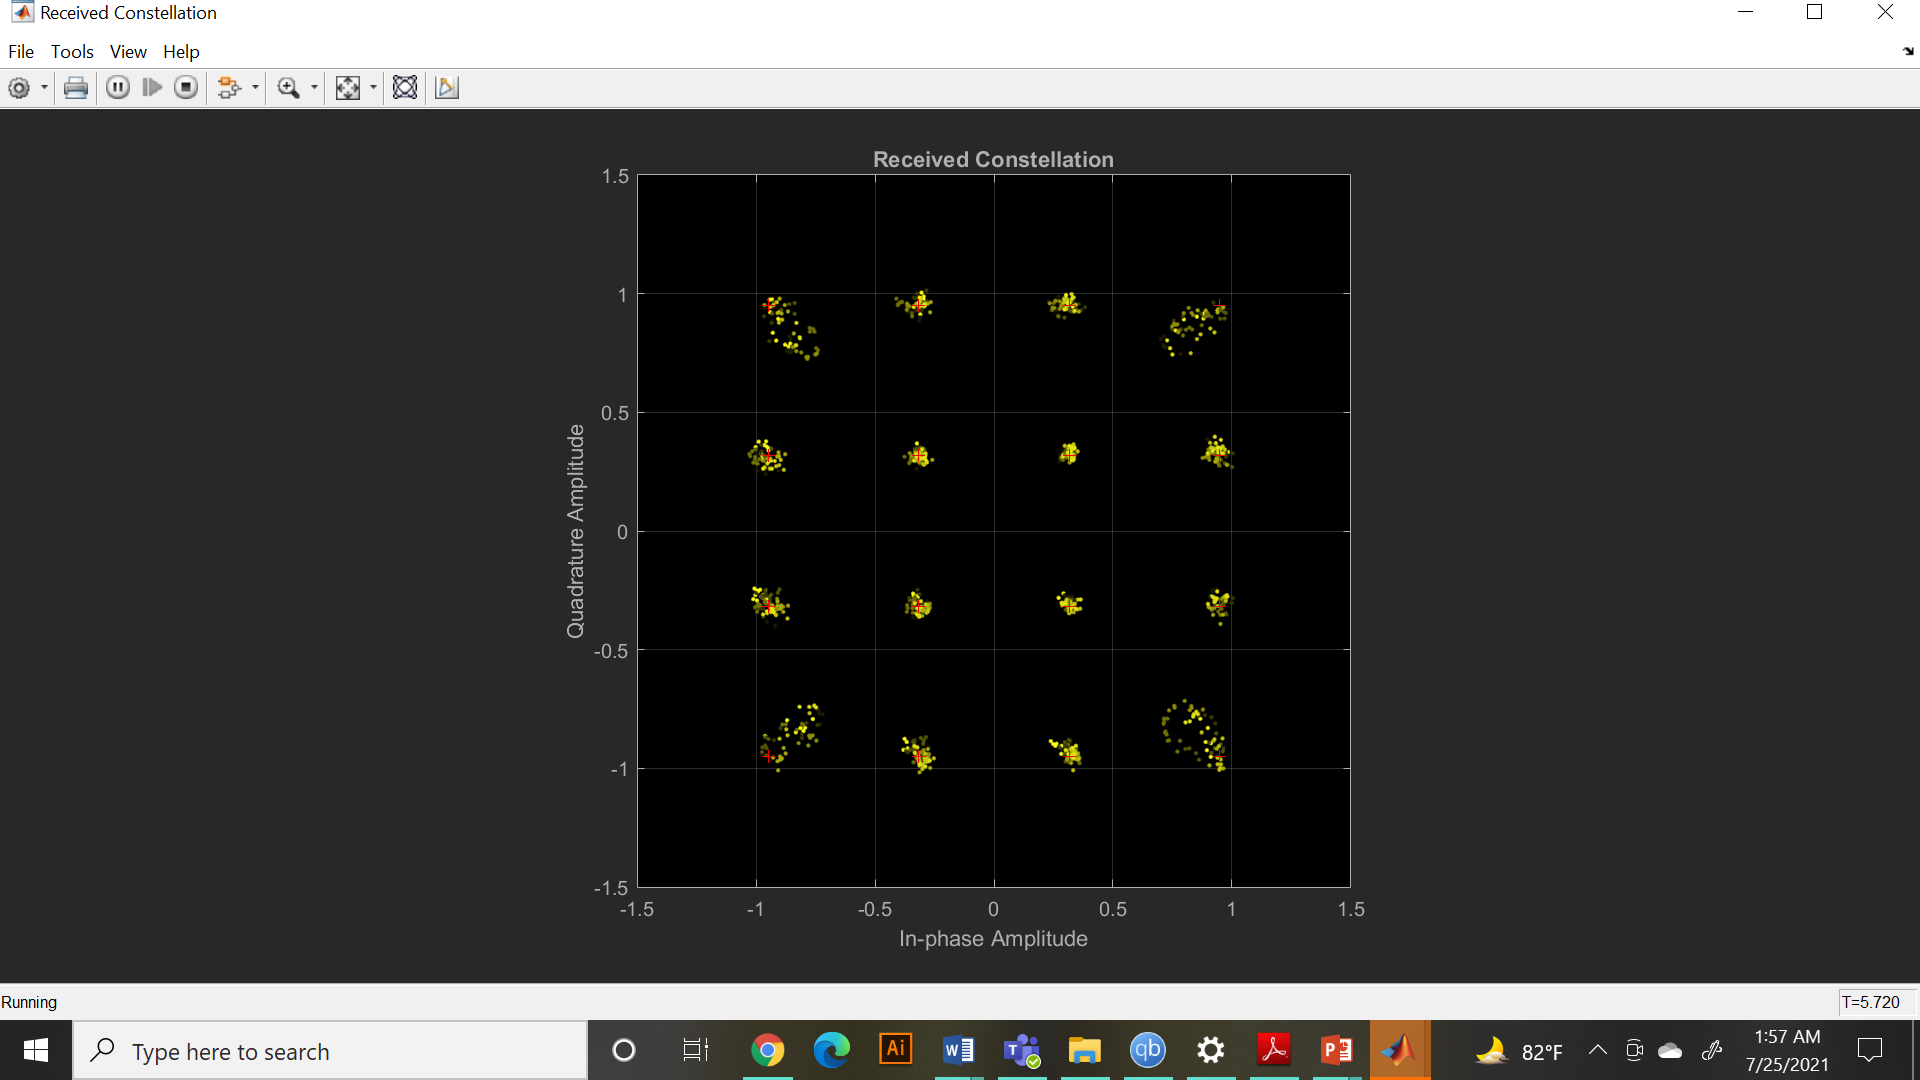 Received Constellation
File Tools View Help
Received Constellation
1.5
1
0.5
0
-0.5
-1
-1.5
Quadrature Amplitude
-1.5 -1 -0.5 0 0.5 1 1.5
In-phase Amplitude
Running T=5.720
Type here to search
Ai
W
T
qb
P
82°F
1:57 AM
7/25/2021